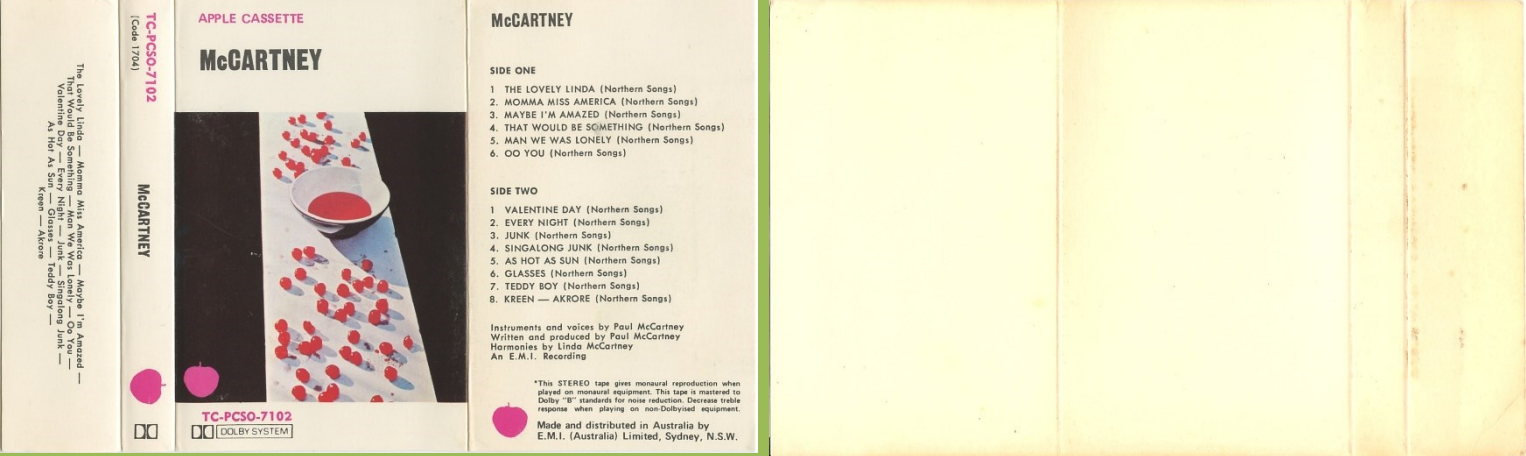 The Lovely Linda — Momma Miss America — Maybe I'm Amazed —
That Would Be Something — Man We Was Lonely — Oo You —
Valentine Day — Every Night — Junk — Singalong Junk —
As Hot As Sun — Glasses — Teddy Boy —
Kreen — Akrore
TC-PCSO-7102
(Code 1704)
McCARTNEY
APPLE CASSETTE
McCARTNEY
TC-PCSO-7102
DOLBY SYSTEM
McCARTNEY
SIDE ONE
1 THE LOVELY LINDA (Northern Songs)
2. MOMMA MISS AMERICA (Northern Songs)
3. MAYBE I'M AMAZED (Northern Songs)
4. THAT WOULD BE SOMETHING (Northern Songs)
5. MAN WE WAS LONELY (Northern Songs)
6. OO YOU (Northern Songs)
SIDE TWO
1 VALENTINE DAY (Northern Songs)
2. EVERY NIGHT (Northern Songs)
3. JUNK (Northern Songs)
4. SINGALONG JUNK (Northern Songs)
5. AS HOT AS SUN (Northern Songs)
6. GLASSES (Northern Songs)
7. TEDDY BOY (Northern Songs)
8. KREEN — AKRORE (Northern Songs)
Instruments and voices by Paul McCartney
Written and produced by Paul McCartney
Harmonies by Linda McCartney
An E.M.I. Recording
*This STEREO tape gives monaural reproduction when
played on monaural equipment. This tape is mastered to
Dolby "B" standards for noise reduction. Decrease treble
response when playing on non-Dolbyised equipment.
Made and distributed in Australia by
E.M.I. (Australia) Limited, Sydney, N.S.W.